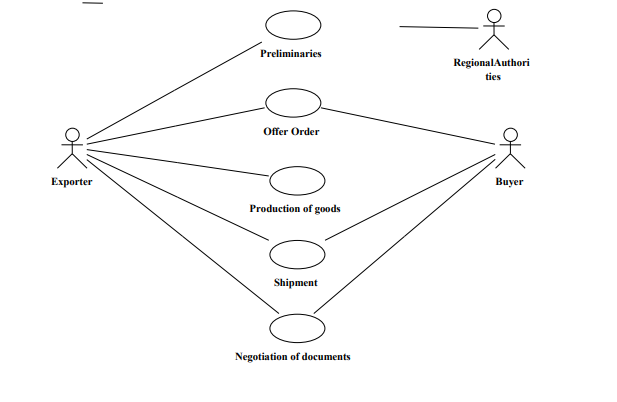 Preliminaries
RegionalAuthori
ties
Offer Order
Exporter
Buyer
Production of goods
Shipment
Negotiation of documents